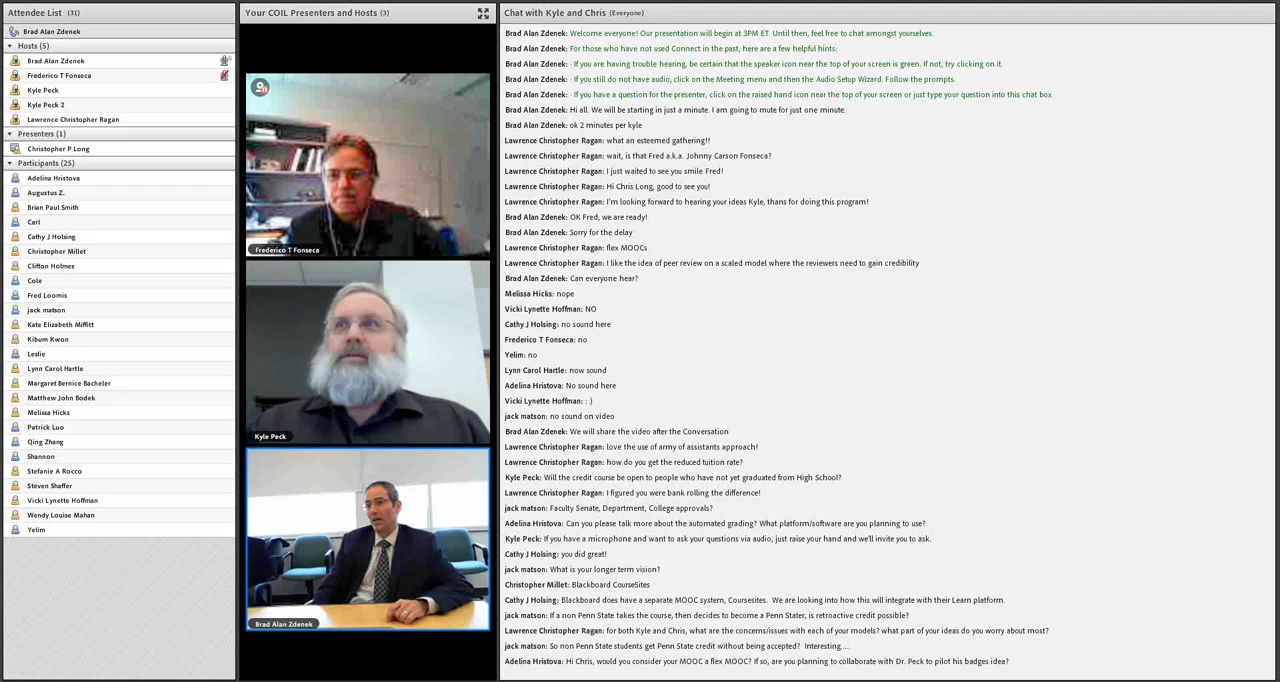 Attendee List (31)
Brad Alan Zdenek
Hosts (5)
Brad Alan Zdenek
Frederico T Fonseca
Kyle Peck
Kyle Peck 2
Lawrence Christopher Ragan
Presenters (1)
Christopher P Long
Participants (25)
Adelina Hristova
Augustus Z.
Brian Paul Smith
Carl
Cathy J Holsing
Christopher Millet
Clifton Holmes
Cole
Fred Loomis
jack matson
Kate Elizabeth Miffitt
Kibum Kwon
Leslie
Lynn Carol Hartle
Margaret Bernice Bacheler
Matthew John Bodek
Melissa Hicks
Patrick Luo
Qing Zhang
Shannon
Stefanie A Rocco
Steven Shaffer
Vicki Lynette Hoffman
Wendy Louise Mahan
Yelim
Your COIL Presenters and Hosts (3)
Frederico T Fonseca
Kyle Peck
Brad Alan Zdenek
Chat with Kyle and Chris (Everyone)
Brad Alan Zdenek: Welcome everyone! Our presentation will begin at 3PM ET. Until then, feel free to chat amongst yourselves.
Brad Alan Zdenek: For those who have not used Connect in the past, here are a few helpful hints:
Brad Alan Zdenek: · If you are having trouble hearing, be certain that the speaker icon near the top of your screen is green. If not, try clicking on it.
Brad Alan Zdenek: · If you still do not have audio, click on the Meeting menu and then the Audio Setup Wizard. Follow the prompts.
Brad Alan Zdenek: · If you have a question for the presenter, click on the raised hand icon near the top of your screen or just type your question into this chat box
Brad Alan Zdenek: Hi all. We will be starting in just a minute. I am going to mute for just one minute.
Brad Alan Zdenek: ok 2 minutes per kyle
Lawrence Christopher Ragan: what an esteemed gathering!!
Lawrence Christopher Ragan: wait, is that Fred a.k.a. Johnny Carson Fonseca?
Lawrence Christopher Ragan: I just waited to see you smile Fred!
Lawrence Christopher Ragan: Hi Chris Long, good to see you!
Lawrence Christopher Ragan: I'm looking forward to hearing your ideas Kyle, thans for doing this program!
Brad Alan Zdenek: OK Fred, we are ready!
Brad Alan Zdenek: Sorry for the delay
Lawrence Christopher Ragan: flex MOOCs
Lawrence Christopher Ragan: I like the idea of peer review on a scaled model where the reviewers need to gain credibility
Brad Alan Zdenek: Can everyone hear?
Melissa Hicks: nope
Vicki Lynette Hoffman: NO
Cathy J Holsing: no sound here
Frederico T Fonseca: no
Yelim: no
Lynn Carol Hartle: now sound
Adelina Hristova: No sound here
Vicki Lynette Hoffman: : )
jack matson: no sound on video
Brad Alan Zdenek: We will share the video after the Conversation
Lawrence Christopher Ragan: love the use of army of assistants approach!
Lawrence Christopher Ragan: how do you get the reduced tuition rate?
Kyle Peck: Will the credit course be open to people who have not yet graduated from High School?
Lawrence Christopher Ragan: I figured you were bank rolling the difference!
jack matson: Faculty Senate, Department, College approvals?
Adelina Hristova: Can you please talk more about the automated grading? What platform/software are you planning to use?
Kyle Peck: If you have a microphone and want to ask your questions via audio, just raise your hand and we'll invite you to ask.
Cathy J Holsing: you did great!
jack matson: What is your longer term vision?
Christopher Millet: Blackboard CourseSites
Cathy J Holsing: Blackboard does have a separate MOOC system, Coursesites.  We are looking into how this will integrate with their Learn platform.
jack matson: If a non Penn State takes the course, then decides to become a Penn Stater, is retroactive credit possible?
Lawrence Christopher Ragan: for both Kyle and Chris, what are the concerns/issues with each of your models? what part of your ideas do you worry about most?
jack matson: So non Penn State students get Penn State credit without being accepted?  Interesting....
Adelina Hristova: Hi Chris, would you consider your MOOC a flex MOOC? If so, are you planning to collaborate with Dr. Peck to pilot his badges idea?